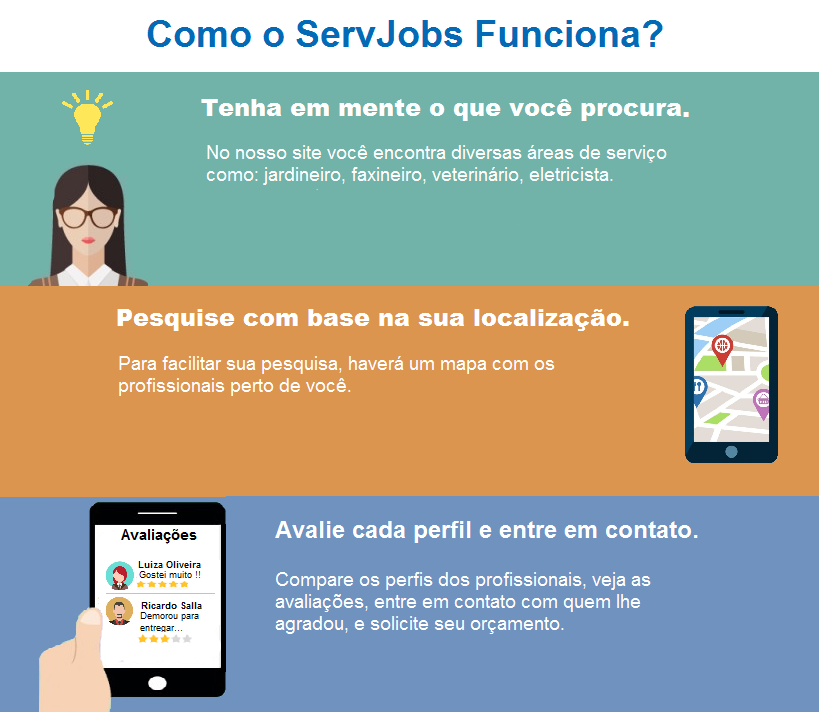 Como o ServJobs Funciona?
Tenha em mente o que você procura.
No nosso site você encontra diversas áreas de serviço
como: jardineiro, faxineiro, veterinário, eletricista.
Pesquise com base na sua localização.
Para facilitar sua pesquisa, haverá um mapa com os
profissionais perto de você.
Avaliações
Luiza Oliveira
Gostei muito !!
Ricardo Salla
Demorou para
entregar...
Avalie cada perfil e entre em contato.
Compare os perfis dos profissionais, veja as
avaliações, entre em contato com quem lhe
agradou, e solicite seu orçamento.